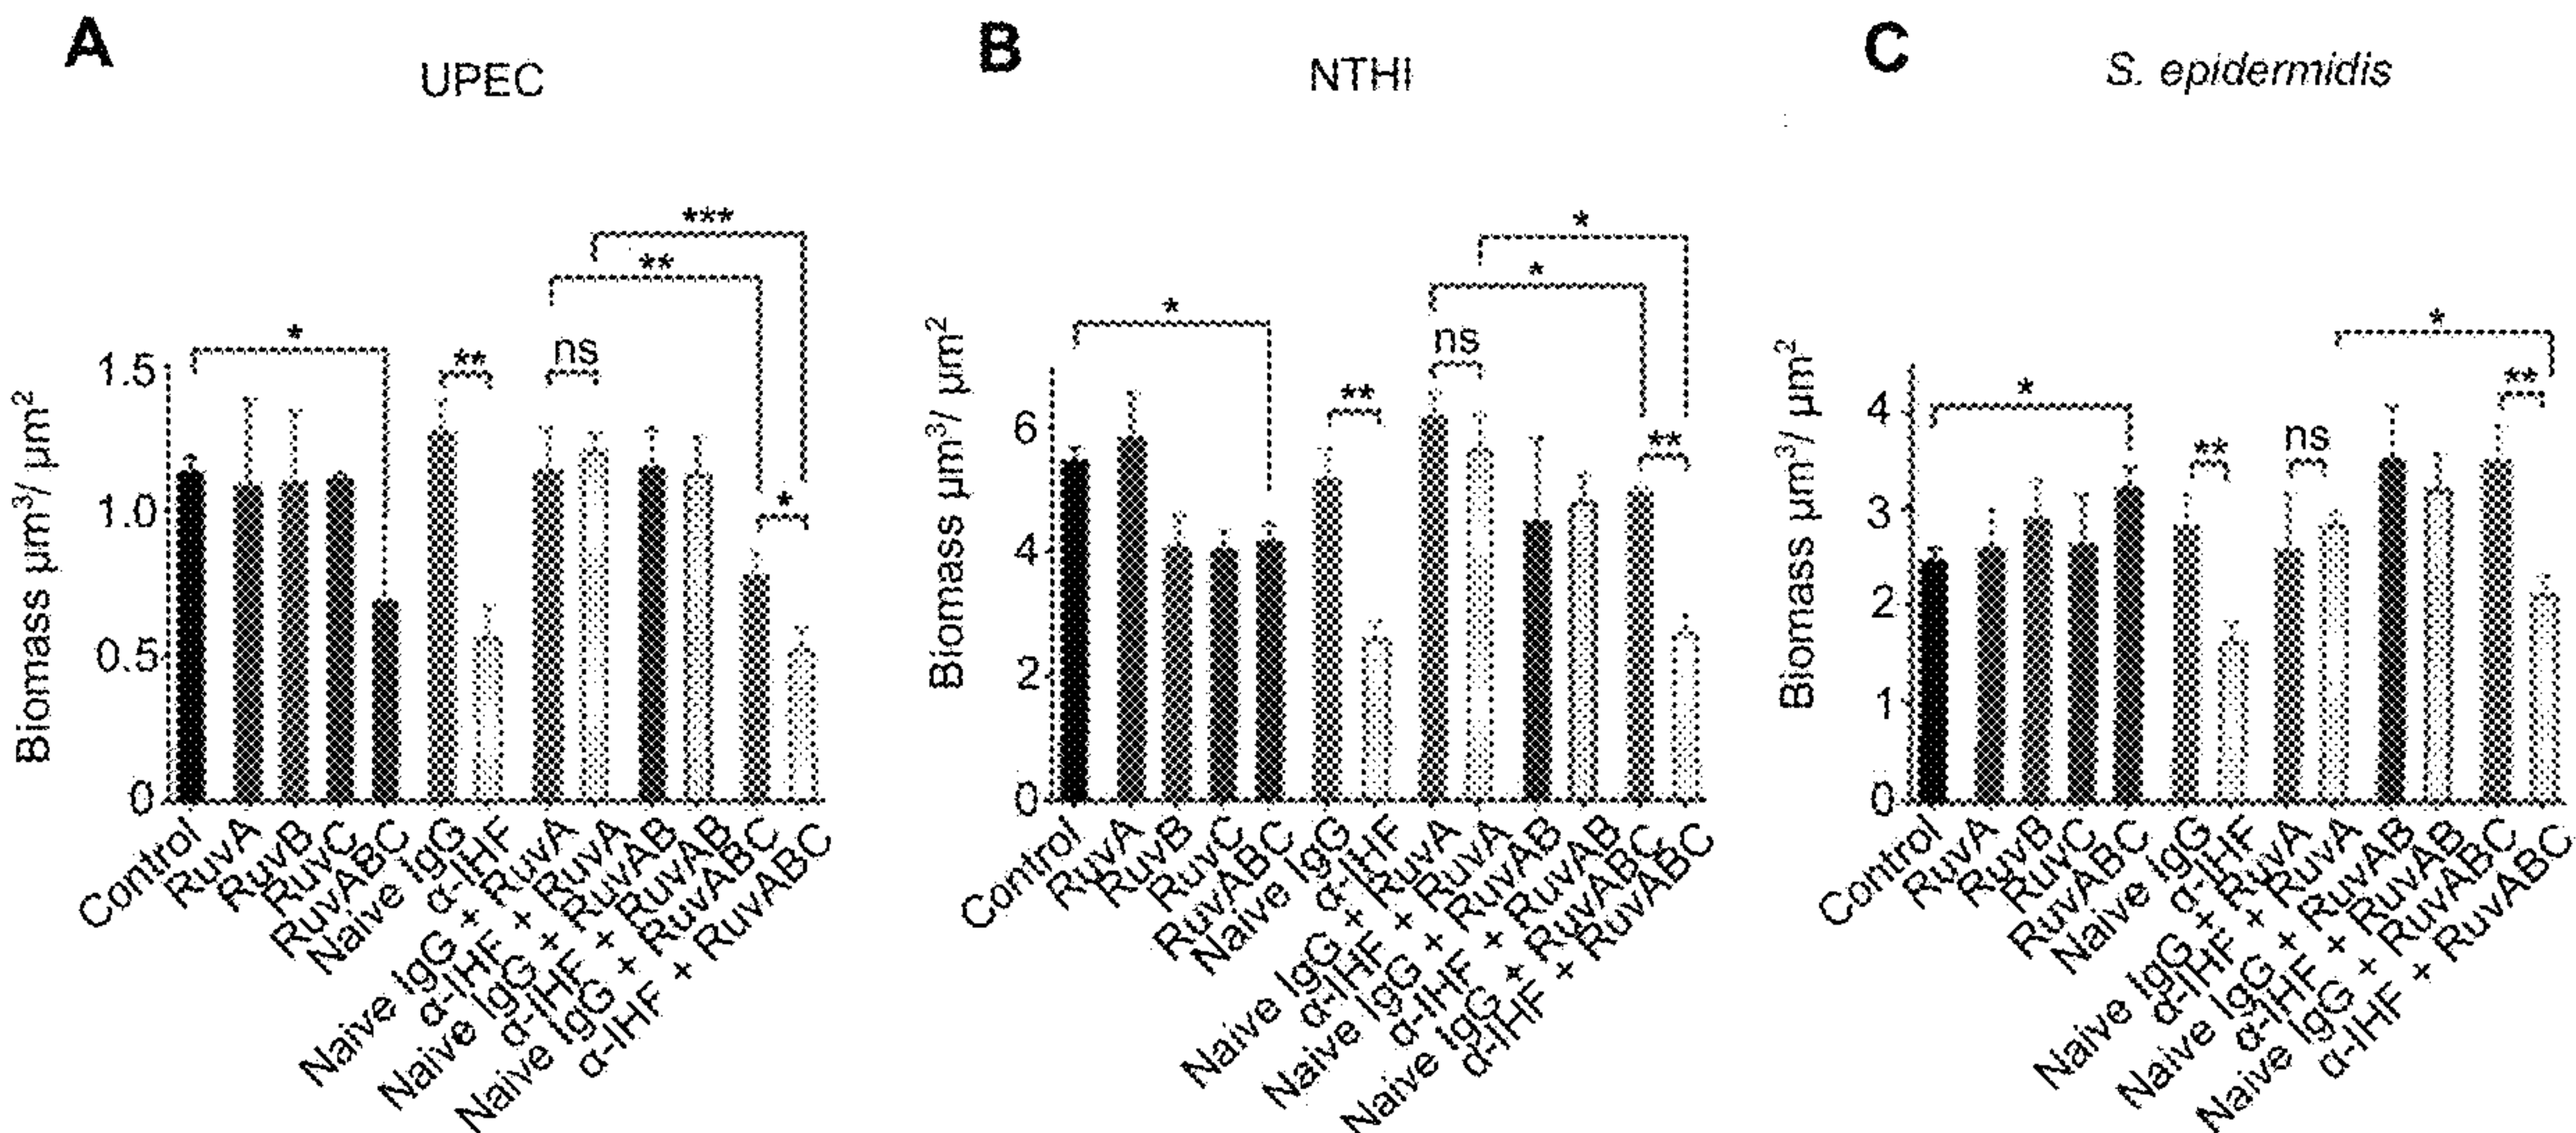 A
UPEC
Biomass µm³/ µm²
1.5
1.0
0.5
0
*
**
ns
**
***
*
Control
RuvA
RuvB
RuvC
RuvABC
Naive IgG
α-IHF
Naive IgG + RuvA
α-IHF + RuvA
Naive IgG + RuvAB
α-IHF + RuvAB
Naive IgG + RuvABC
α-IHF + RuvABC
B
NTHI
Biomass µm³/ µm²
6
4
2
0
*
**
ns
*
*
**
Control
RuvA
RuvB
RuvC
RuvABC
Naive IgG
α-IHF
Naive IgG + RuvA
α-IHF + RuvA
Naive IgG + RuvAB
α-IHF + RuvAB
Naive IgG + RuvABC
α-IHF + RuvABC
C
S. epidermidis
Biomass µm³/ µm²
4
3
2
1
0
*
**
ns
*
**
Control
RuvA
RuvB
RuvC
RuvABC
Naive IgG
α-IHF
Naive IgG + RuvA
α-IHF + RuvA
Naive IgG + RuvAB
α-IHF + RuvAB
Naive IgG + RuvABC
α-IHF + RuvABC